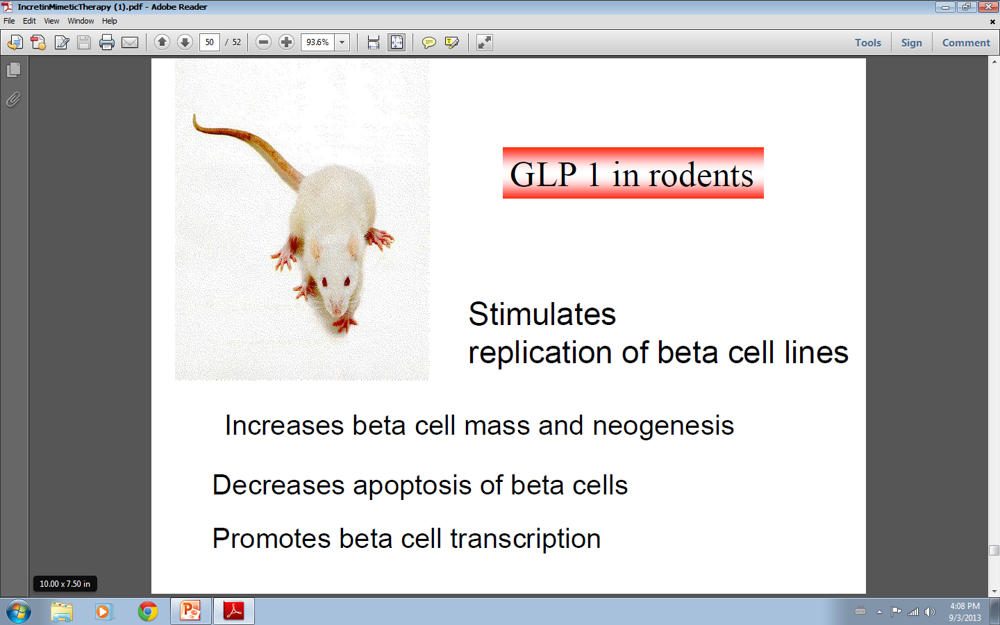 IncretinMimeticTherapy (1).pdf - Adobe Reader
File Edit View Window Help
50 / 52 93.6% Tools Sign Comment
GLP 1 in rodents
Stimulates
replication of beta cell lines
Increases beta cell mass and neogenesis
Decreases apoptosis of beta cells
Promotes beta cell transcription
10.00 x 7.50 in
4:08 PM
9/3/2013